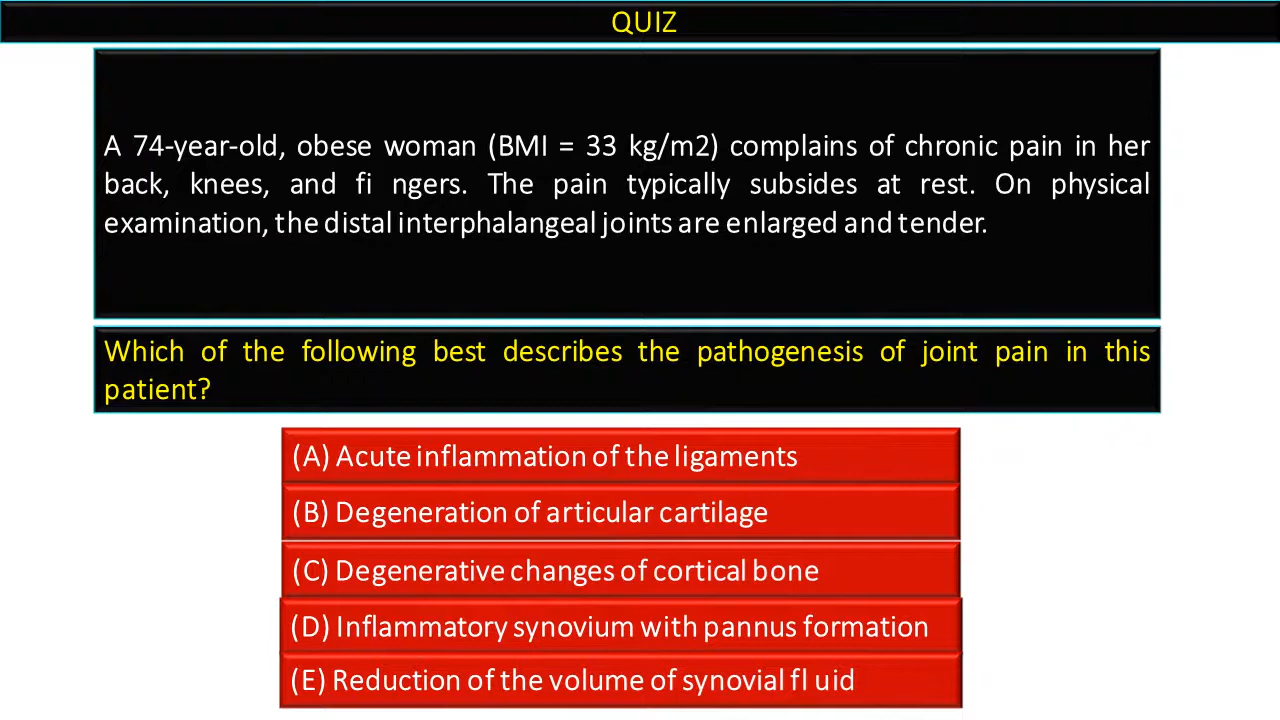 QUIZ
A 74-year-old, obese woman (BMI = 33 kg/m2) complains of chronic pain in her
back, knees, and fi ngers. The pain typically subsides at rest. On physical
examination, the distal interphalangeal joints are enlarged and tender.
Which of the following best describes the pathogenesis of joint pain in this
patient?
(A) Acute inflammation of the ligaments
(B) Degeneration of articular cartilage
(C) Degenerative changes of cortical bone
(D) Inflammatory synovium with pannus formation
(E) Reduction of the volume of synovial fl uid